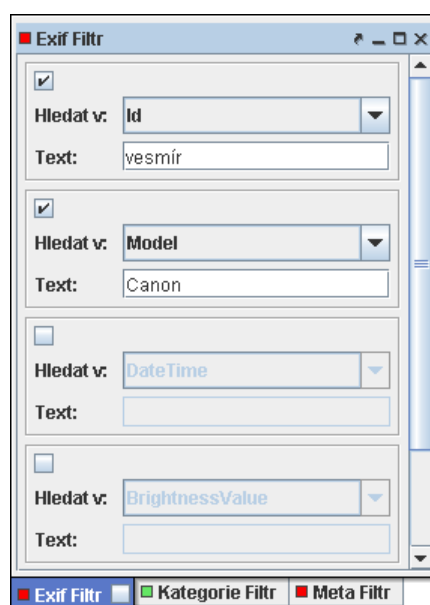 Exif Filtr
Hledat v: Id
Text: vesmír
Hledat v: Model
Text: Canon
Hledat v: DateTime
Text:
Hledat v: BrightnessValue
Text:
Exif Filtr Kategorie Filtr Meta Filtr